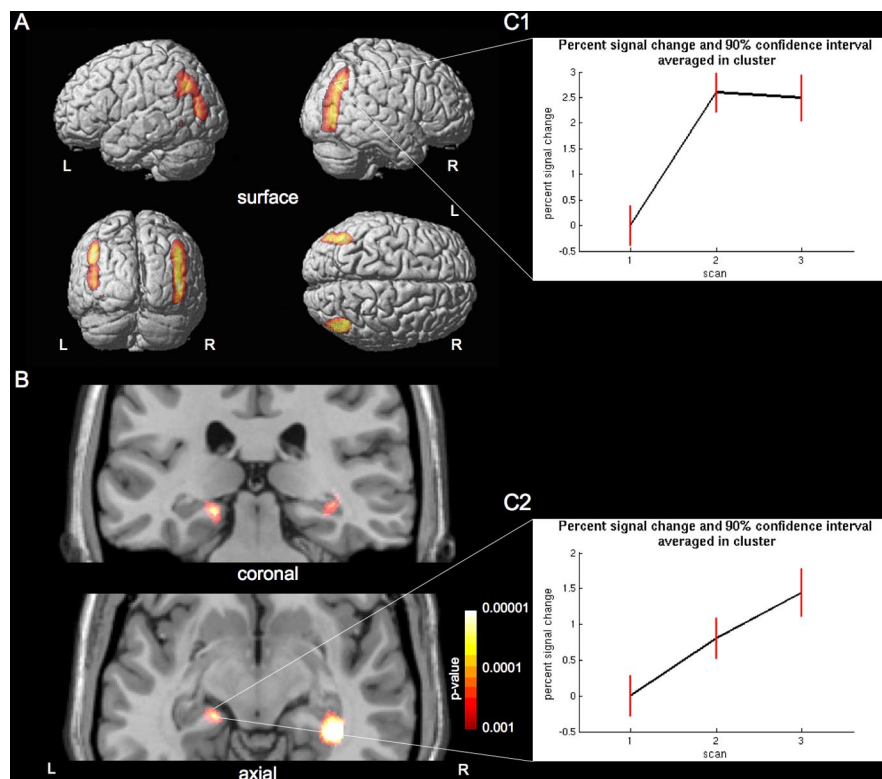 A
L
R
surface
L
L
R
R
C1
Percent signal change and 90% confidence interval
averaged in cluster
percent signal change
3
2.5
2
1.5
1
0.5
0
-0.5
1 2 3
scan
B
coronal
axial
L
R
p-value
0.00001
0.0001
0.001
C2
Percent signal change and 90% confidence interval
averaged in cluster
percent signal change
2
1.5
1
0.5
0
-0.5
1 2 3
scan